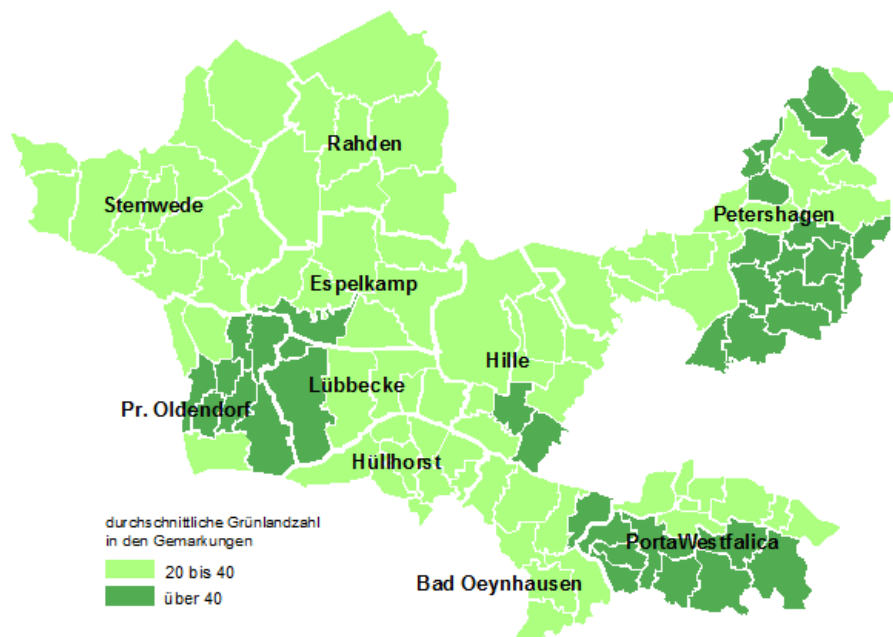 Rahden
Stemwede
Petershagen
Espelkamp
Hille
Lübbecke
Pr. Oldendorf
Hüllhorst
durchschnittliche Grünlandzahl
in den Gemarkungen
PortaWestfalica
20 bis 40
Bad Oeynhausen
über 40